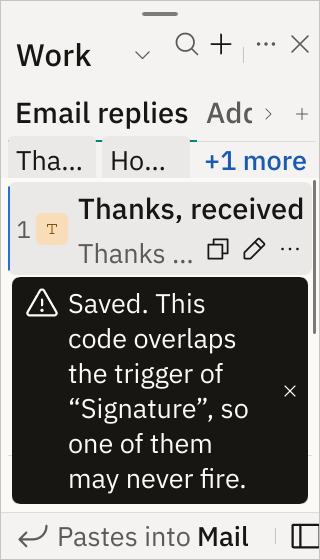 Work
Email replies Add
Tha... Ho... +1 more
Thanks, received
1 T
Thanks ...
Saved. This
code overlaps
the trigger of
“Signature”, so
one of them
may never fire.
Pastes into Mail